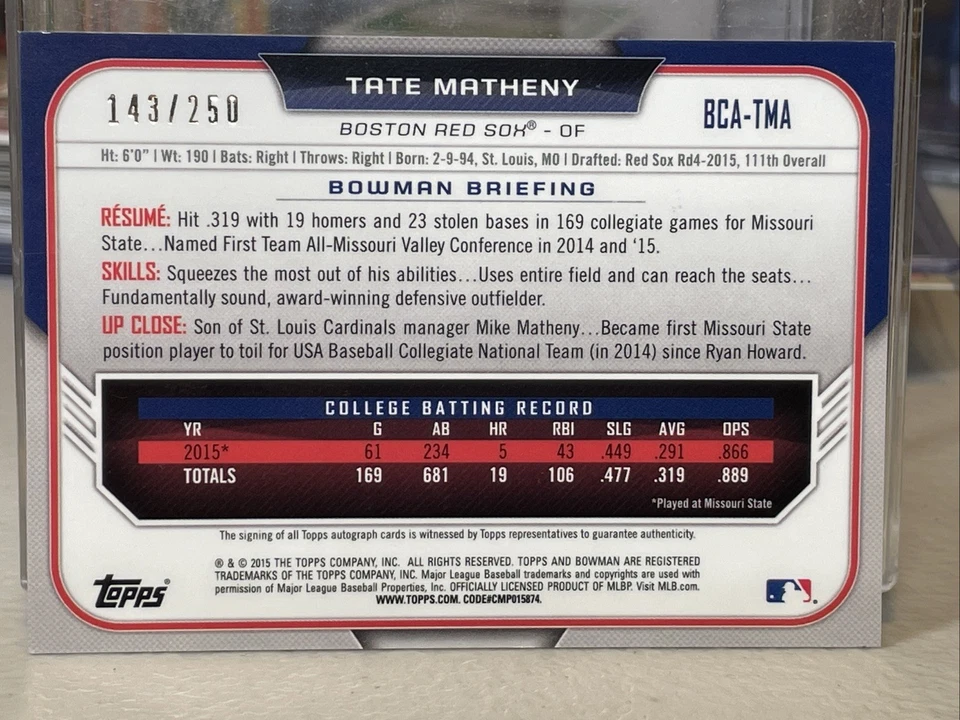 TATE MATHENY
143/250
BCA-TMA
BOSTON RED SOX® - OF
Ht: 6'0" | Wt: 190 | Bats: Right | Throws: Right | Born: 2-9-94, St. Louis, MO | Drafted: Red Sox Rd4-2015, 111th Overall
BOWMAN BRIEFING
RÉSUMÉ: Hit .319 with 19 homers and 23 stolen bases in 169 collegiate games for Missouri
State...Named First Team All-Missouri Valley Conference in 2014 and '15.
SKILLS: Squeezes the most out of his abilities...Uses entire field and can reach the seats...
Fundamentally sound, award-winning defensive outfielder.
UP CLOSE: Son of St. Louis Cardinals manager Mike Matheny...Became first Missouri State
position player to toil for USA Baseball Collegiate National Team (in 2014) since Ryan Howard.
COLLEGE BATTING RECORD
YR G AB HR RBI SLG AVG OPS
2015* 61 234 5 43 .449 .291 .866
TOTALS 169 681 19 106 .477 .319 .889
*Played at Missouri State
The signing of all Topps autograph cards is witnessed by Topps representatives to guarantee authenticity.
® & © 2015 THE TOPPS COMPANY, INC. ALL RIGHTS RESERVED. TOPPS AND BOWMAN ARE REGISTERED
TRADEMARKS OF THE TOPPS COMPANY, INC. Major League Baseball trademarks and copyrights are used with
permission of Major League Baseball Properties, Inc. OFFICIALLY LICENSED PRODUCT OF MLBP. Visit MLB.com.
WWW.TOPPS.COM. CODE#CMP015874.
Topps®